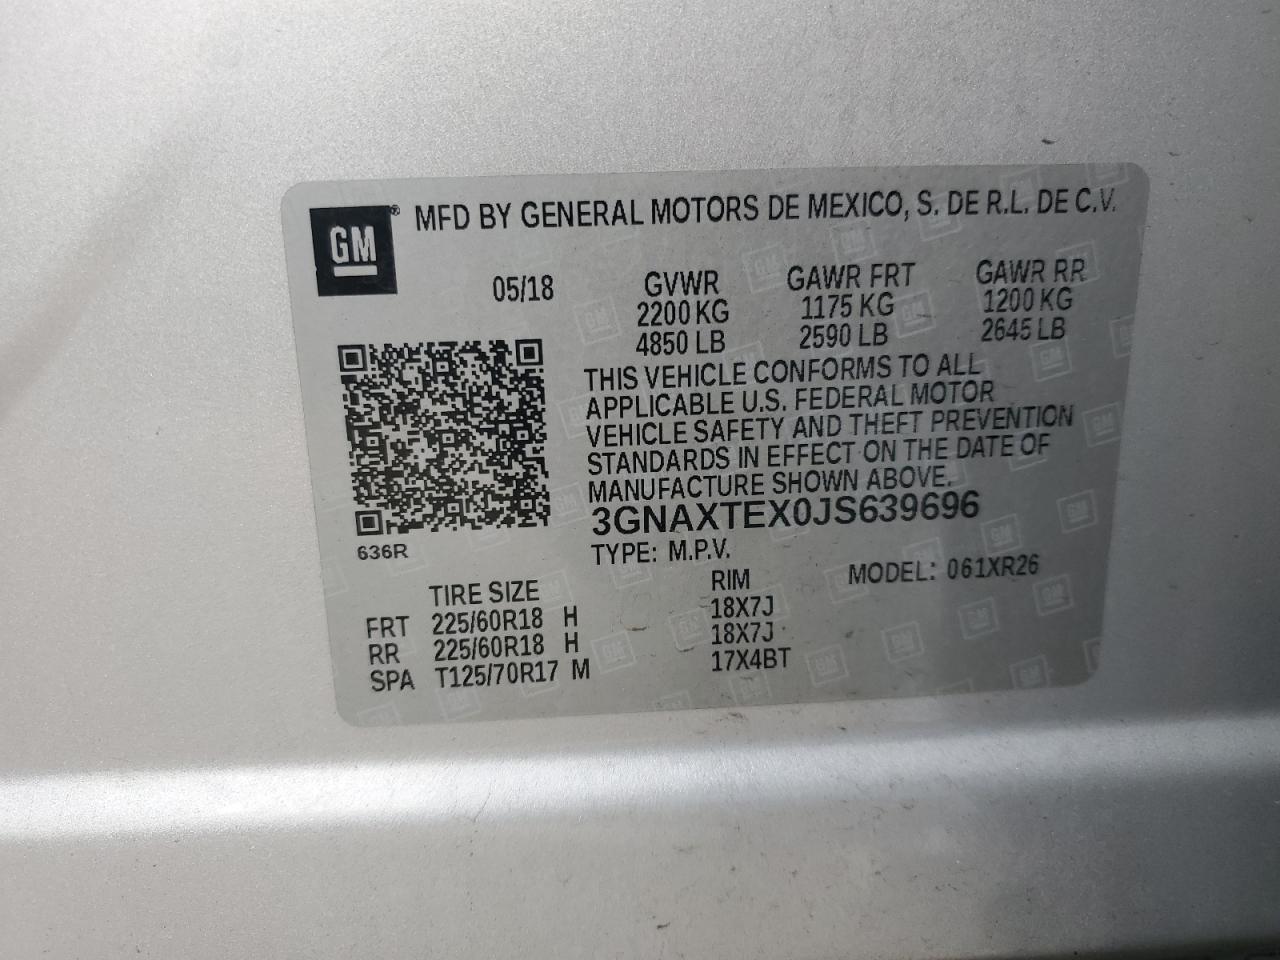 GM® MFD BY GENERAL MOTORS DE MEXICO, S. DE R.L. DE C.V.
05/18 GVWR GAWR FRT GAWR RR
2200 KG 1175 KG 1200 KG
4850 LB 2590 LB 2645 LB
THIS VEHICLE CONFORMS TO ALL
APPLICABLE U.S. FEDERAL MOTOR
VEHICLE SAFETY AND THEFT PREVENTION
STANDARDS IN EFFECT ON THE DATE OF
MANUFACTURE SHOWN ABOVE.
3GNAXTEX0JS639696
636R
TYPE: M.P.V. MODEL: 061XR26
TIRE SIZE RIM
FRT 225/60R18 H 18X7J
RR 225/60R18 H 18X7J
SPA T125/70R17 M 17X4BT